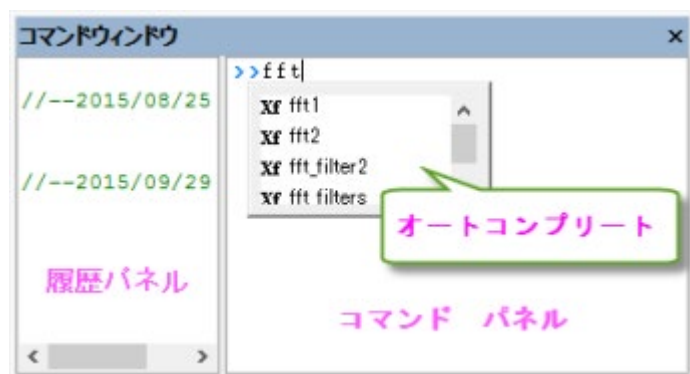 コマンドウィンドウ ×
//--2015/08/25
//--2015/09/29
履歴パネル
>>fft
Xf fft1
Xf fft2
Xf fft_filter2
Xf fft filters
オートコンプリート
コマンド パネル